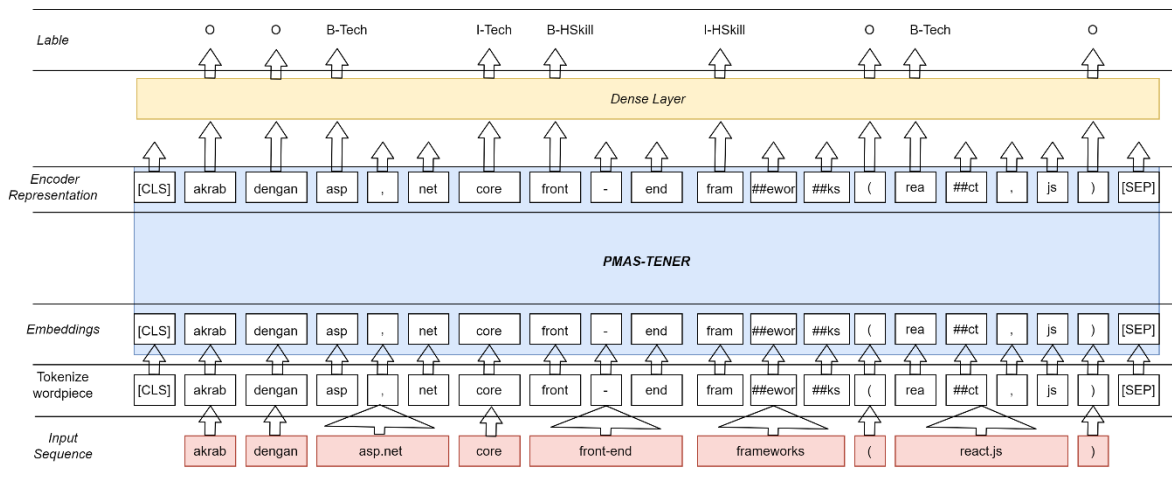 Lable O O B-Tech I-Tech B-HSkill I-HSkill O B-Tech O
Dense Layer
Encoder
Representation
[CLS] akrab dengan asp , net core front - end fram ##ewor ##ks ( rea ##ct , js ) [SEP]
PMAS-TENER
Embeddings [CLS] akrab dengan asp , net core front - end fram ##ewor ##ks ( rea ##ct , js ) [SEP]
Tokenize
wordpiece
[CLS] akrab dengan asp , net core front - end fram ##ewor ##ks ( rea ##ct , js ) [SEP]
Input
Sequence
akrab dengan asp.net core front-end frameworks ( react.js )